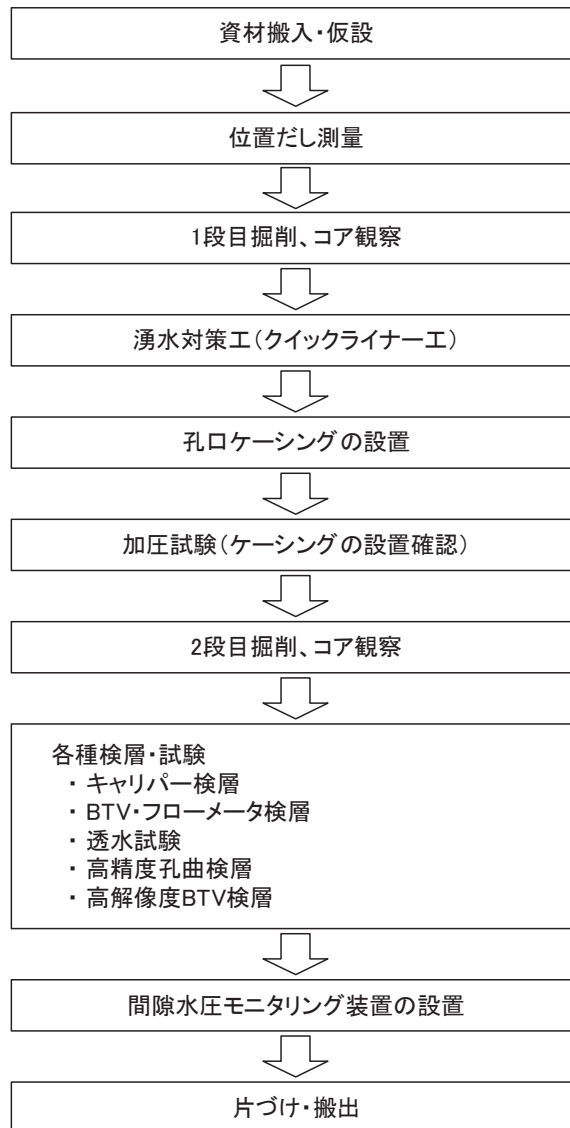 資材搬入・仮設
位置だし測量
1段目掘削、コア観察
湧水対策工（クイックライナー工）
孔口ケーシングの設置
加圧試験（ケーシングの設置確認）
2段目掘削、コア観察
各種検層・試験
・ キャリパー検層
・ BTV・フローメータ検層
・ 透水試験
・ 高精度孔曲検層
・ 高解像度BTV検層
間隙水圧モニタリング装置の設置
片づけ・搬出